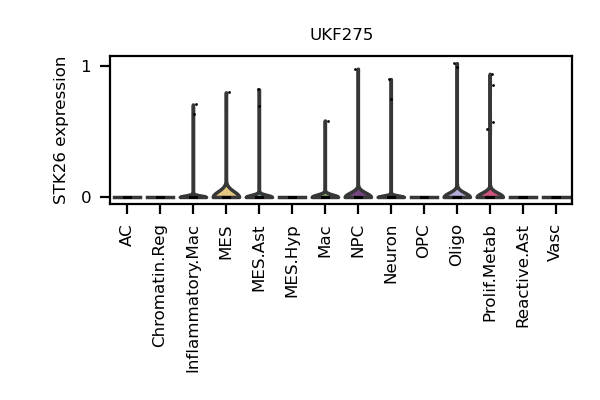 UKF275
STK26 expression
1
0
AC
Chromatin.Reg
Inflammatory.Mac
MES
MES.Ast
MES.Hyp
Mac
NPC
Neuron
OPC
Oligo
Prolif.Metab
Reactive.Ast
Vasc